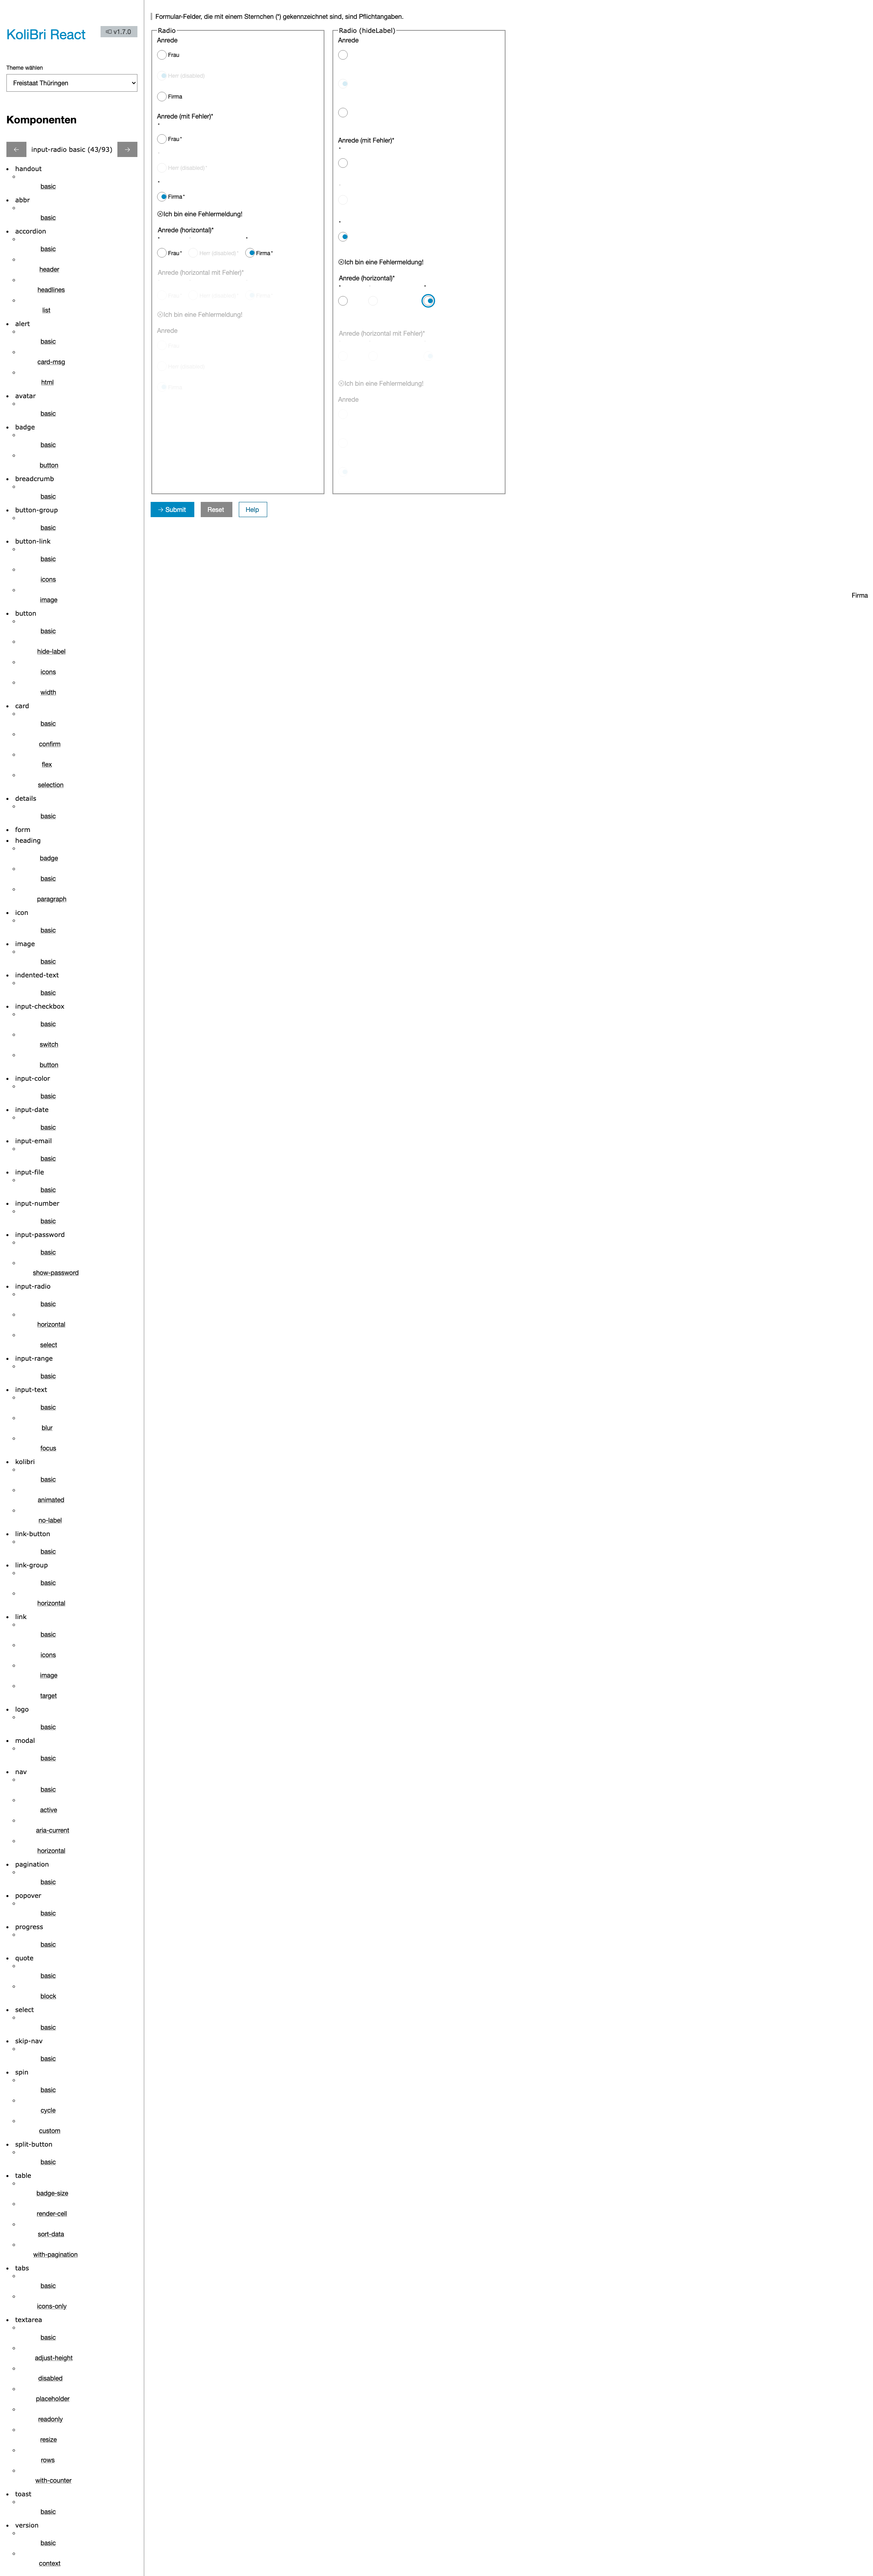 KoliBri React
v1.7.0
Theme wählen
Freistaat Thüringen
Komponenten
← input-radio basic (43/93) →
handout
basic
abbr
basic
accordion
basic
header
headlines
list
alert
basic
card-msg
html
avatar
basic
badge
basic
button
breadcrumb
basic
button-group
basic
button-link
basic
icons
image
button
basic
hide-label
icons
width
card
basic
confirm
flex
selection
details
basic
form
heading
badge
basic
paragraph
icon
basic
image
basic
indented-text
basic
input-checkbox
basic
switch
button
input-color
basic
input-date
basic
input-email
basic
input-file
basic
input-number
basic
input-password
basic
show-password
input-radio
basic
horizontal
select
input-range
basic
input-text
basic
blur
focus
kolibri
basic
animated
no-label
link-button
basic
link-group
basic
horizontal
link
basic
icons
image
target
logo
basic
modal
basic
nav
basic
active
aria-current
horizontal
pagination
basic
popover
basic
progress
basic
quote
basic
block
select
basic
skip-nav
basic
spin
basic
cycle
custom
split-button
basic
table
badge-size
render-cell
sort-data
with-pagination
tabs
basic
icons-only
textarea
basic
adjust-height
disabled
placeholder
readonly
resize
rows
with-counter
toast
basic
version
basic
context
Formular-Felder, die mit einem Sternchen (*) gekennzeichnet sind, sind Pflichtangaben.
Radio
Anrede
Frau
Herr (disabled)
Firma
Anrede (mit Fehler)*
*
Frau*
*
Herr (disabled)*
*
Firma*
Ich bin eine Fehlermeldung!
Anrede (horizontal)*
* *
Frau* Herr (disabled)* Firma*
Anrede (horizontal mit Fehler)*
Ich bin eine Fehlermeldung!
Anrede
Radio (hideLabel)
Anrede
Anrede (mit Fehler)*
*
*
*
Ich bin eine Fehlermeldung!
Anrede (horizontal)*
* *
Anrede (horizontal mit Fehler)*
Ich bin eine Fehlermeldung!
Anrede
→ Submit Reset Help
Firma